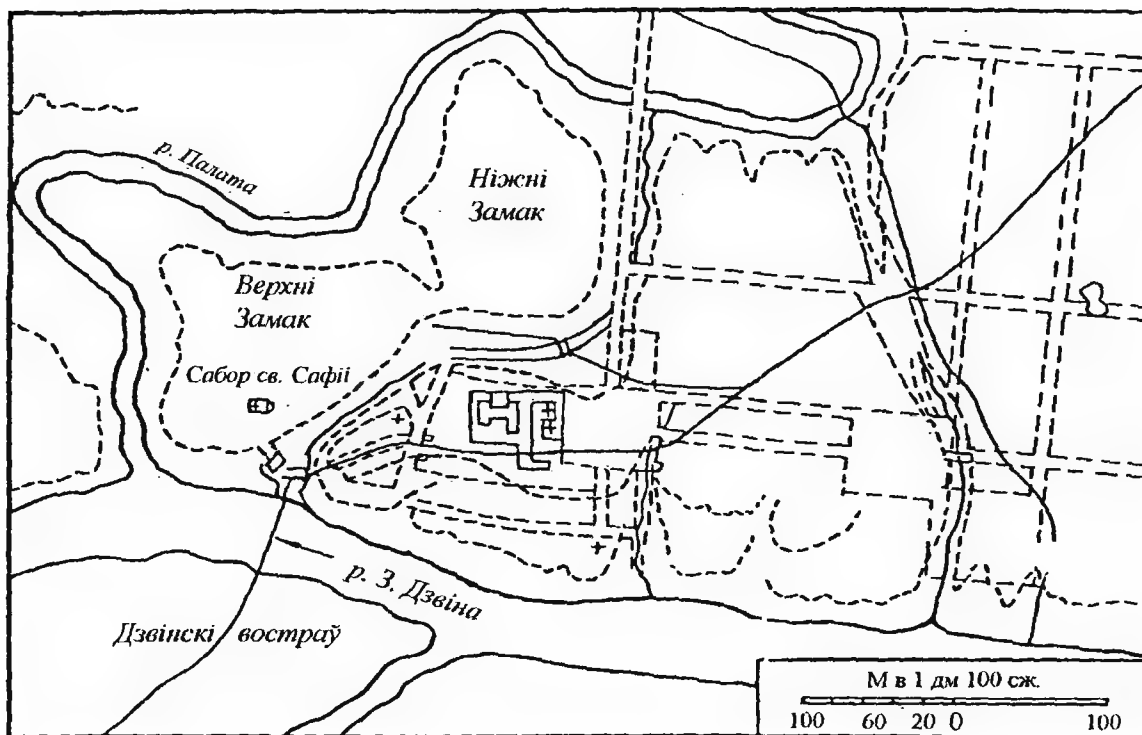 р. Палата
Ніжні
Замак
Верхні
Замак
Сабор св. Сафіі
р. З. Дзвіна
Дзвінскі востраў
М в 1 дм 100 сж.
100 60 20 0 100